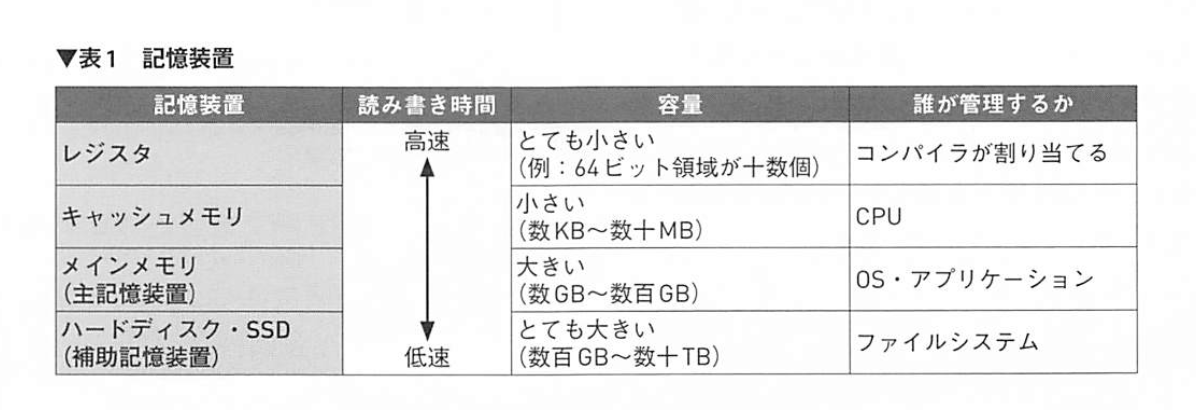 ▼表1 記憶装置
記憶装置 読み書き時間 容量 誰が管理するか
レジスタ
高速
とても小さい
(例:64ビット領域が十数個)
コンパイラが割り当てる
キャッシュメモリ
小さい
(数KB~数十MB)
CPU
メインメモリ
(主記憶装置)
大きい
(数GB~数百GB)
OS・アプリケーション
ハードディスク・SSD
(補助記憶装置)
低速
とても大きい
(数百GB~数十TB)
ファイルシステム